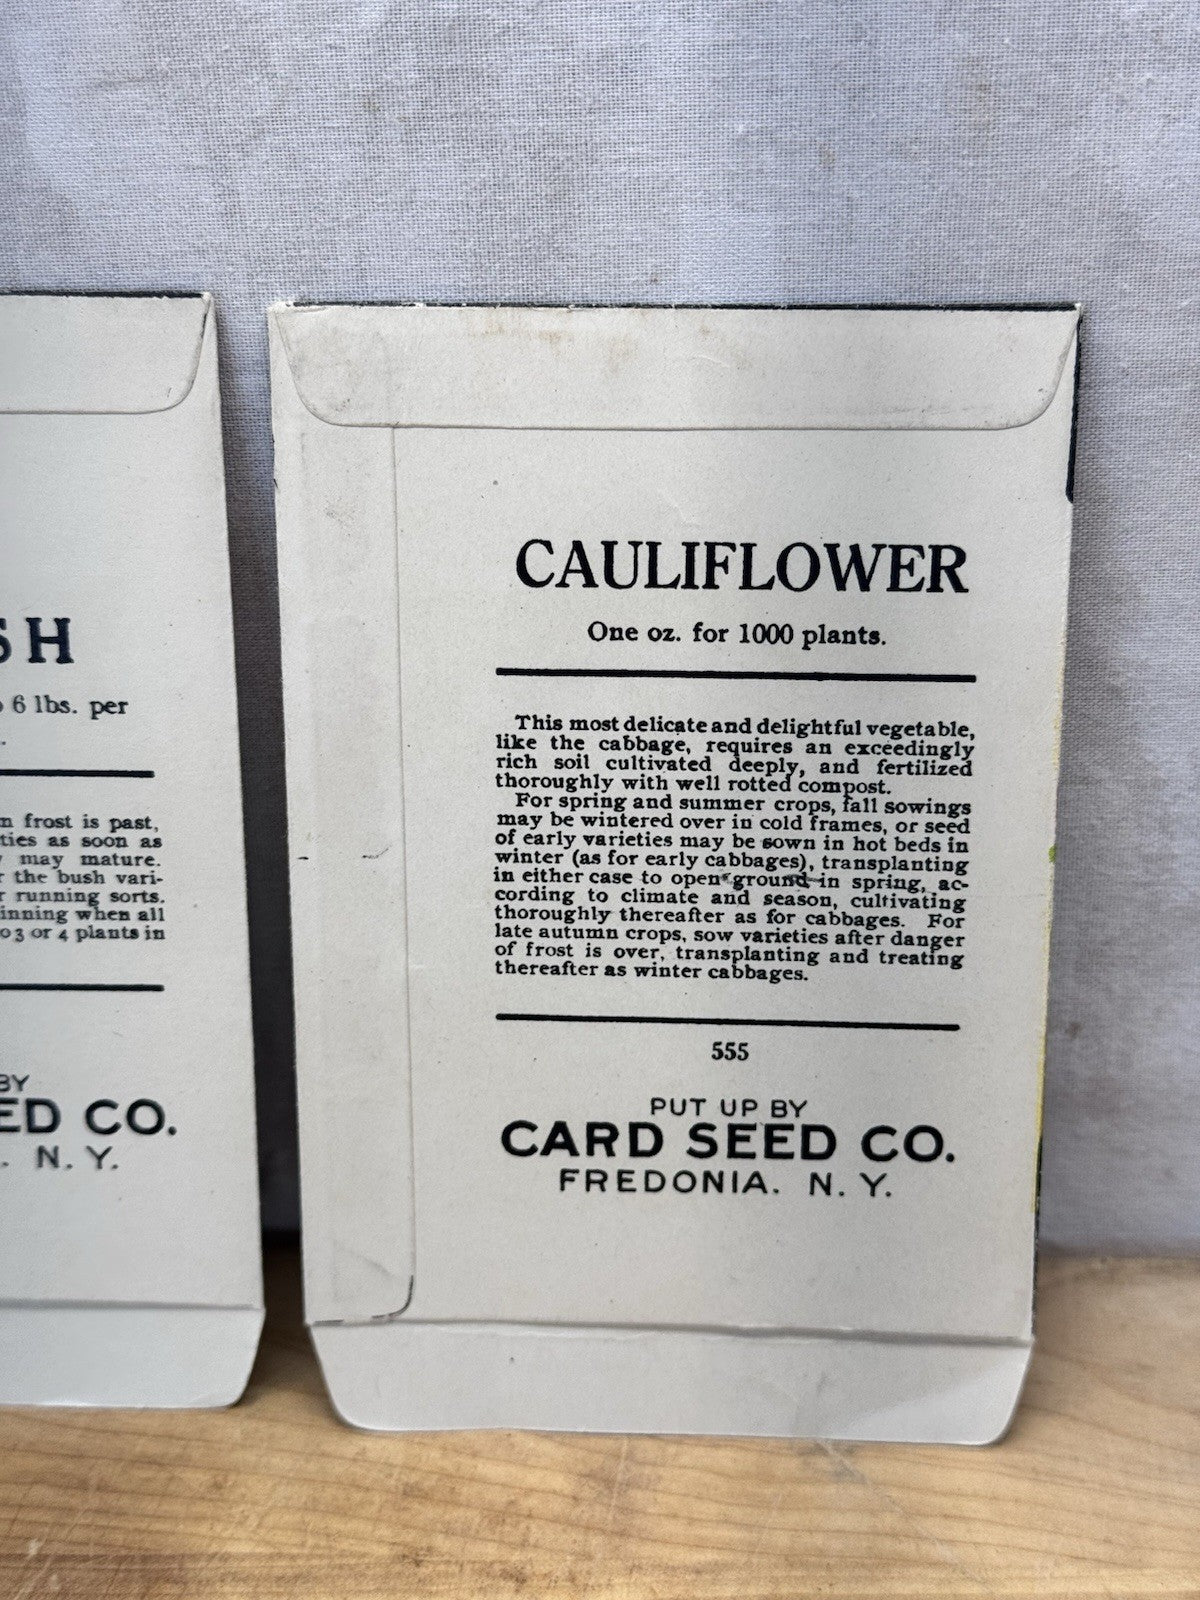 SH
6 lbs. per
frost is past,
ties as soon as
may mature.
the bush vari-
running sorts.
inning when all
3 or 4 plants in
BY
ED CO.
N. Y.
CAULIFLOWER
One oz. for 1000 plants.
This most delicate and delightful vegetable,
like the cabbage, requires an exceedingly
rich soil cultivated deeply, and fertilized
thoroughly with well rotted compost.
For spring and summer crops, fall sowings
may be wintered over in cold frames, or seed
of early varieties may be sown in hot beds in
winter (as for early cabbages), transplanting
in either case to open ground in spring, ac-
cording to climate and season, cultivating
thoroughly thereafter as for cabbages. For
late autumn crops, sow varieties after danger
of frost is over, transplanting and treating
thereafter as winter cabbages.
555
PUT UP BY
CARD SEED CO.
FREDONIA. N. Y.